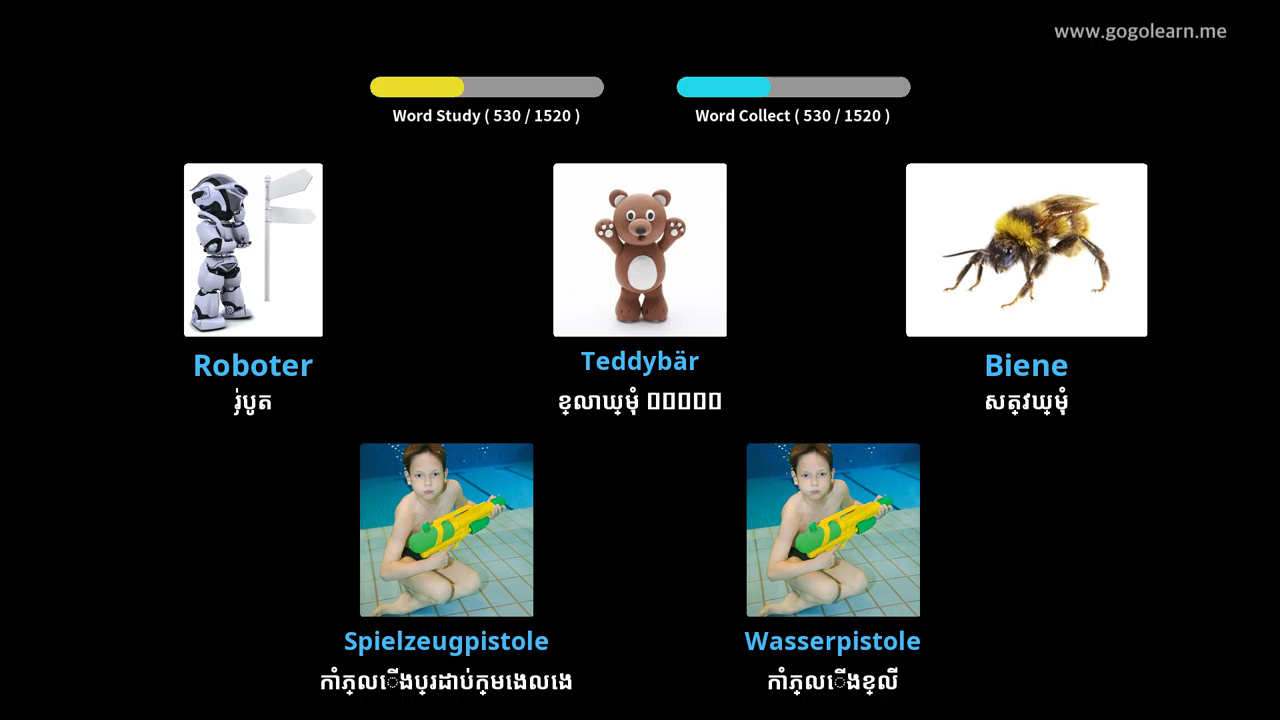 www.gogolearn.me
Word Study ( 530 / 1520 )
Word Collect ( 530 / 1520 )
Roboter
Teddybär
Biene
រ៉ូបូត
ខ្លាឃ្មុំ
សត្វឃ្មុំ
Spielzeugpistole
Wasserpistole
កាំភ្លើងប្រដាប់ក្មេងលេង
កាំភ្លើងខ្លី